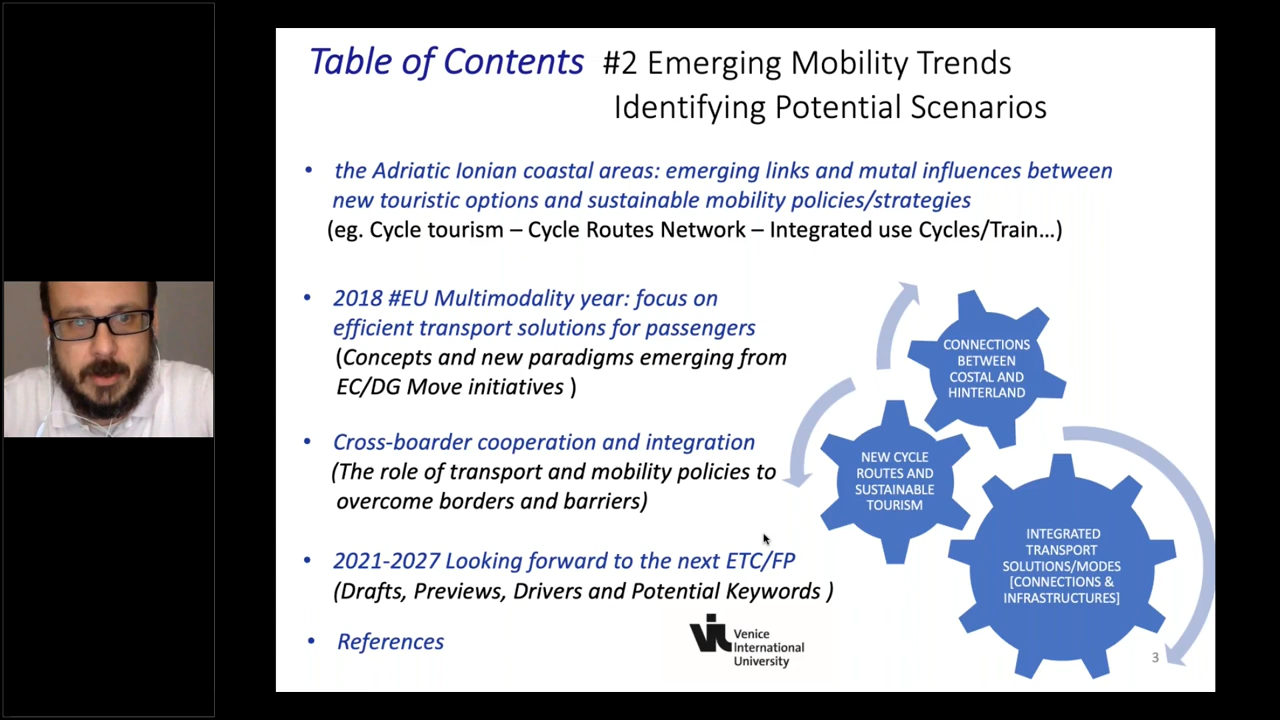 Table of Contents #2 Emerging Mobility Trends
Identifying Potential Scenarios
• the Adriatic Ionian coastal areas: emerging links and mutal influences between
new touristic options and sustainable mobility policies/strategies
(eg. Cycle tourism – Cycle Routes Network – Integrated use Cycles/Train…)
• 2018 #EU Multimodality year: focus on
efficient transport solutions for passengers
(Concepts and new paradigms emerging from
EC/DG Move initiatives )
• Cross-boarder cooperation and integration
(The role of transport and mobility policies to
overcome borders and barriers)
• 2021-2027 Looking forward to the next ETC/FP
(Drafts, Previews, Drivers and Potential Keywords )
• References
CONNECTIONS
BETWEEN
COSTAL AND
HINTERLAND
NEW CYCLE
ROUTES AND
SUSTAINABLE
TOURISM
INTEGRATED
TRANSPORT
SOLUTIONS/MODES
[CONNECTIONS &
INFRASTRUCTURES]
VIU
Venice
International
University
3